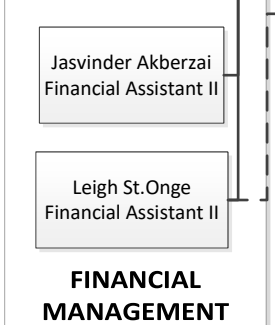 Jasvinder Akberzai
Financial Assistant II
Leigh St.Onge
Financial Assistant II
FINANCIAL
MANAGEMENT